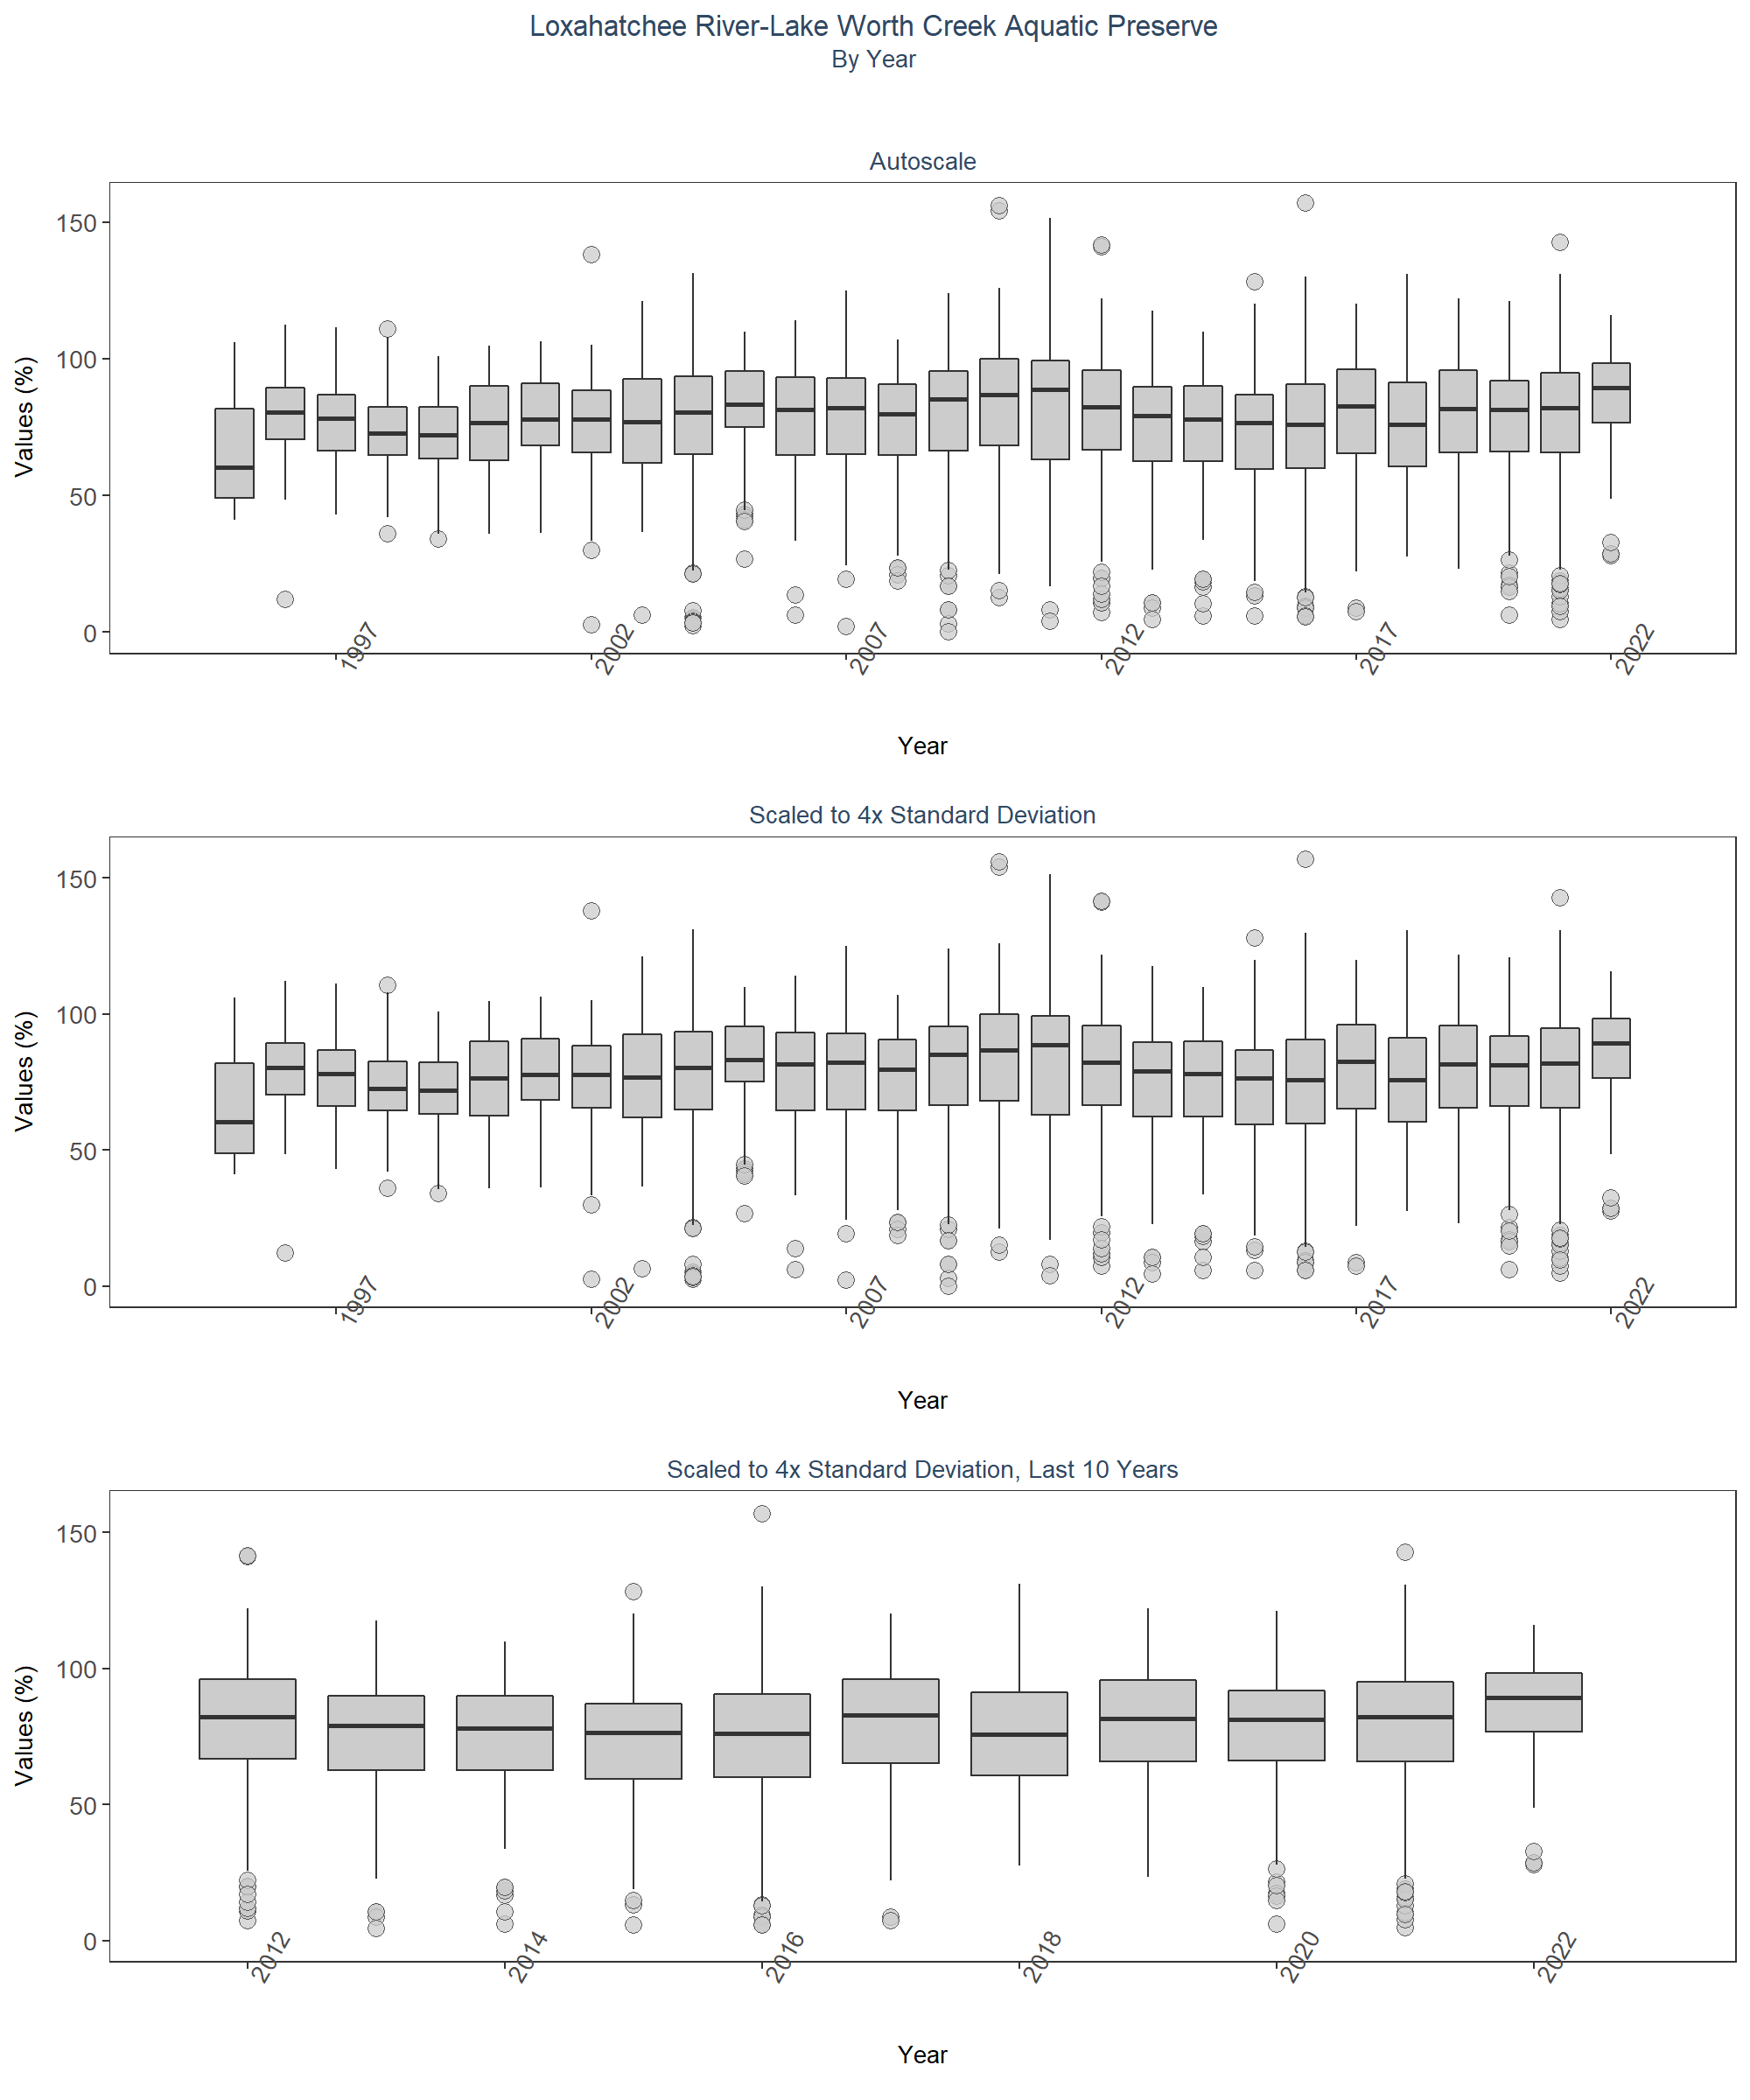 Loxahatchee River-Lake Worth Creek Aquatic Preserve
By Year
Autoscale
Values (%)
150
100
50
0
1997
2002
2007
2012
2017
2022
Year
Scaled to 4x Standard Deviation
Values (%)
150
100
50
0
1997
2002
2007
2012
2017
2022
Year
Scaled to 4x Standard Deviation, Last 10 Years
Values (%)
150
100
50
0
2012
2014
2016
2018
2020
2022
Year